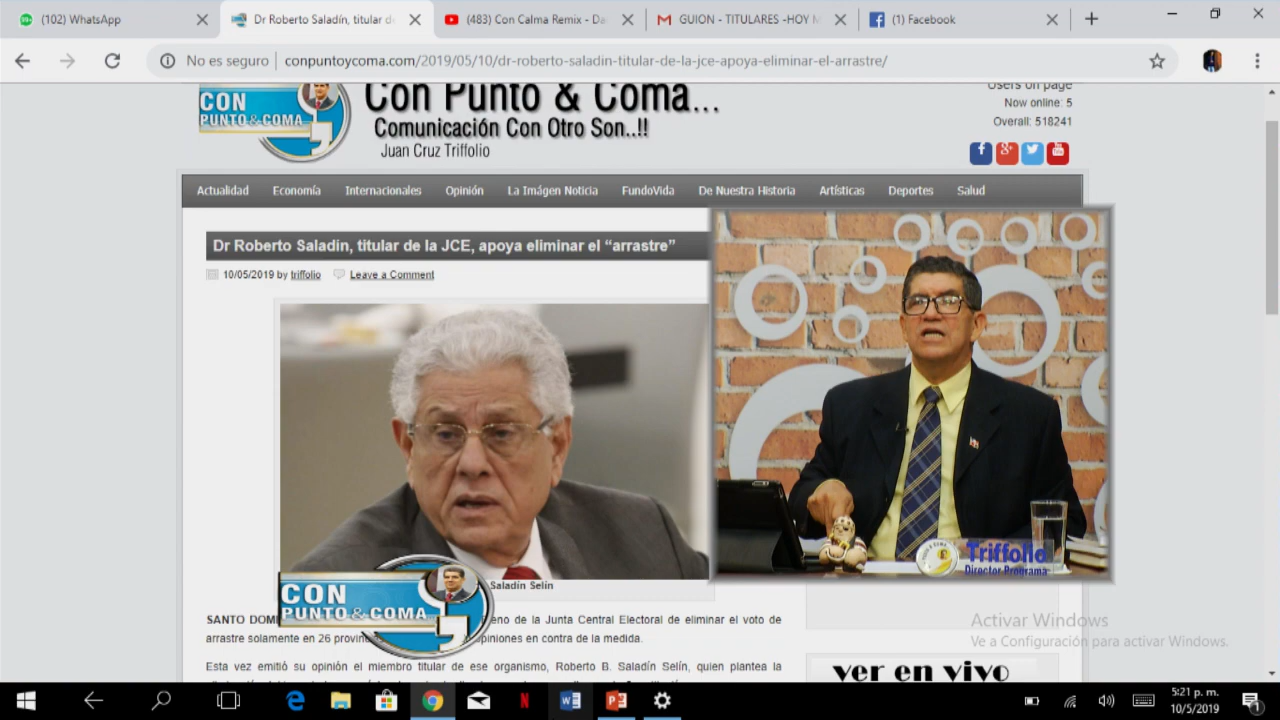 (102) WhatsApp
Dr Roberto Saladín, titular d
(483) Con Calma Remix - Da
GUION - TITULARES -HOY
(1) Facebook
No es seguro | conpuntoycoma.com/2019/05/10/dr-roberto-saladin-titular-de-la-jce-apoya-eliminar-el-arrastre/
CON
PUNTO & COMA
Con Punto & Coma...
Comunicación Con Otro Son..!!
Juan Cruz Triffolio
Users on page
Now online: 5
Overall: 518241
Actualidad Economía Internacionales Opinión La Imágen Noticia FundoVida De Nuestra Historia Artísticas Deportes Salud
Dr Roberto Saladín, titular de la JCE, apoya eliminar el “arrastre”
10/05/2019 by triffolio Leave a Comment
Triffolio
Director Programa
Saladín Selín
CON
PUNTO & COMA
SANTO DOM eno de la Junta Central Electoral de eliminar el voto de
arrastre solamente en 26 provin piniones en contra de la medida.
Esta vez emitió su opinión el miembro titular de ese organismo, Roberto B. Saladín Selín, quien plantea la
ver en vivo
Activar Windows
Ve a Configuración para activar Windows.
5:21 p. m.
10/5/2019